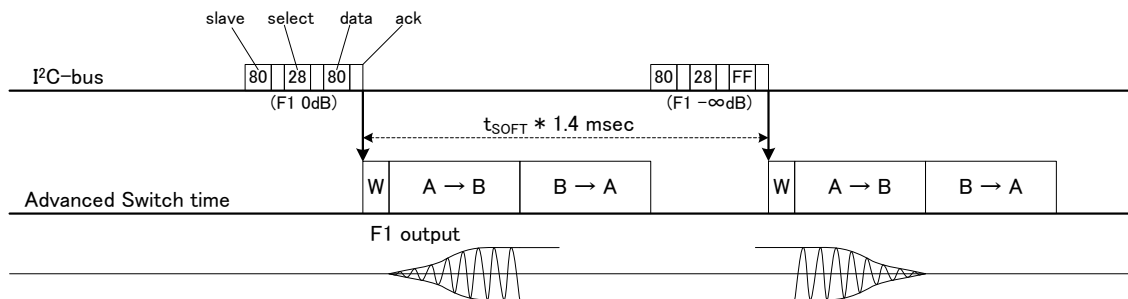 slave select data ack
I²C-bus 80 28 80 80 28 FF
(F1 0dB) (F1 −∞dB)
tSOFT * 1.4 msec
Advanced Switch time W A → B B → A W A → B B → A
F1 output